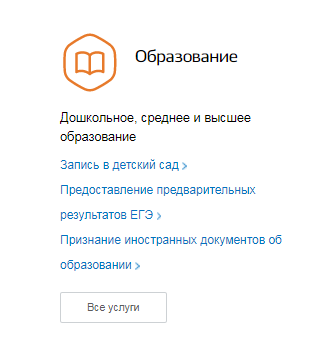 Образование
Дошкольное, среднее и высшее
образование
Запись в детский сад >
Предоставление предварительных
результатов ЕГЭ >
Признание иностранных документов об
образовании >
Все услуги